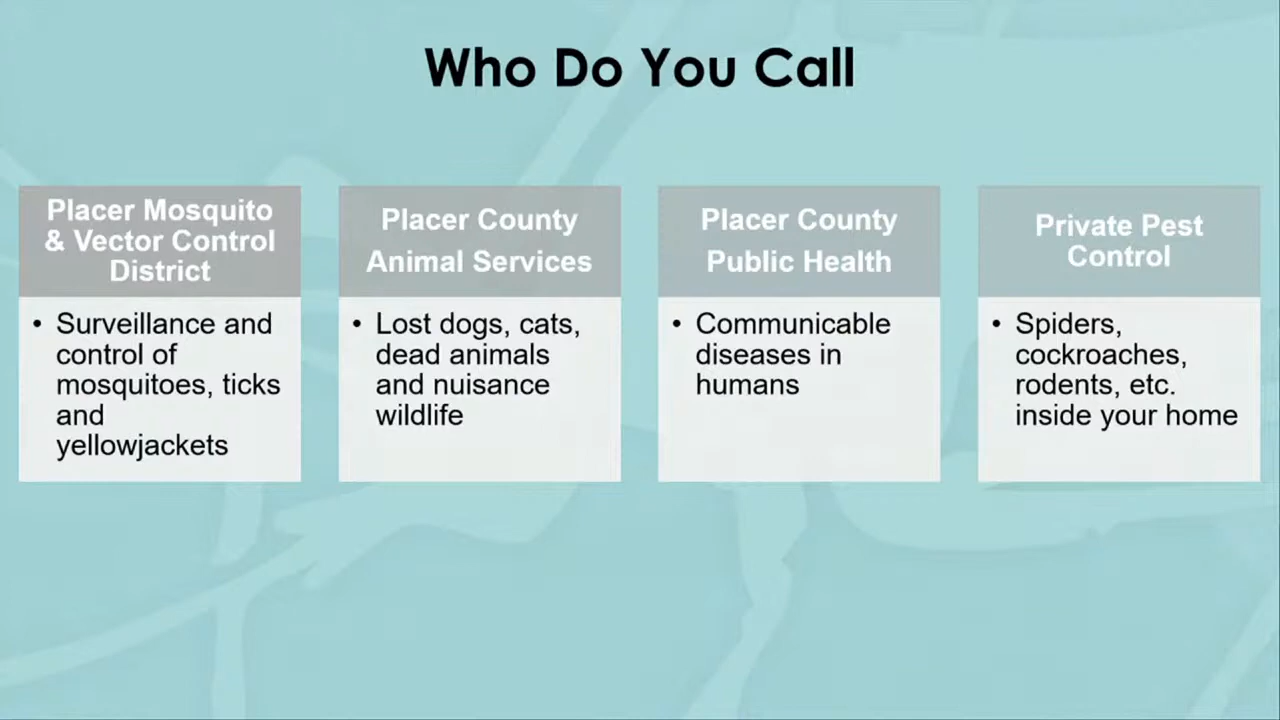 Who Do You Call
Placer Mosquito
& Vector Control
District
• Surveillance and
control of
mosquitoes, ticks
and
yellowjackets
Placer County
Animal Services
• Lost dogs, cats,
dead animals
and nuisance
wildlife
Placer County
Public Health
• Communicable
diseases in
humans
Private Pest
Control
• Spiders,
cockroaches,
rodents, etc.
inside your home